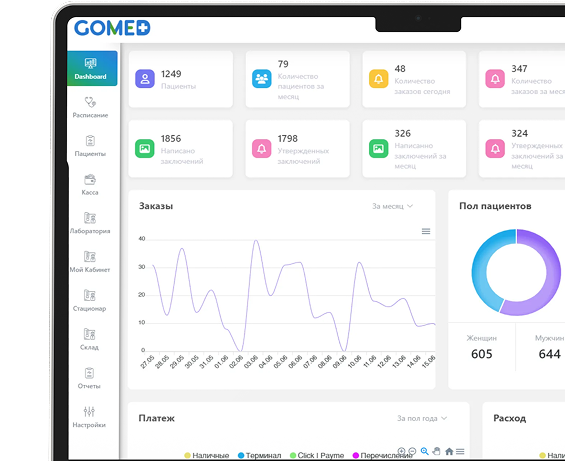 GOMED
Dashboard
Расписание
Пациенты
Касса
Лаборатория
Мой Кабинет
Стационар
Склад
Отчеты
Настройки
1249
Пациенты
79
Количество
пациентов за
месяц
48
Количество
заказов сегодня
347
Количество
заказов за меся
1856
Написано
заключений
1798
Утвержденных
заключений
326
Написанно
заключений за
месяц
324
Утвержденных
заключений за
месяц
Заказы
За месяц
40
30
20
10
0
27.05 28.05 29.05 30.05 31.05 01.06 02.06 03.06 04.06 05.06 06.06 07.06 08.06 09.06 10.06 11.06 12.06 13.06 14.06 15.06
Пол пациентов
Женщин
605
Мужчин
644
Платеж
За пол года
Наличные Терминал Click | Payme Перечисление
Расход
Нали